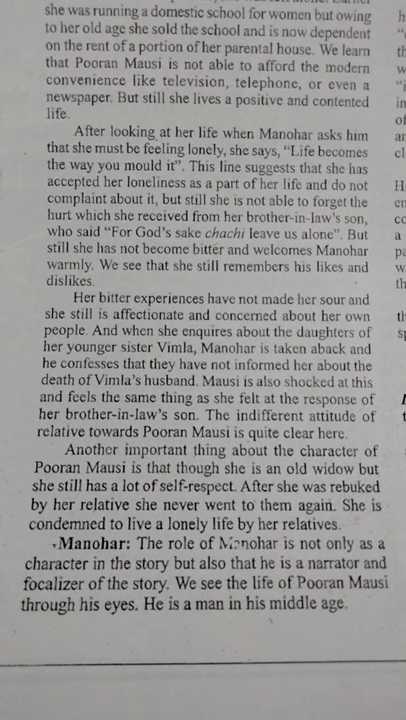 she was running a domestic school for women but owing
to her old age she sold the school and is now dependent
on the rent of a portion of her parental house. We learn
that Pooran Mausi is not able to afford the modern
convenience like television, telephone, or even a
newspaper. But still she lives a positive and contented
life.
After looking at her life when Manohar asks him
that she must be feeling lonely, she says, “Life becomes
the way you mould it”. This line suggests that she has
accepted her loneliness as a part of her life and do not
complaint about it, but still she is not able to forget the
hurt which she received from her brother-in-law's son,
who said “For God's sake chachi leave us alone”. But
still she has not become bitter and welcomes Manohar
warmly. We see that she still remembers his likes and
dislikes.
Her bitter experiences have not made her sour and
she still is affectionate and concerned about her own
people. And when she enquires about the daughters of
her younger sister Vimla, Manohar is taken aback and
he confesses that they have not informed her about the
death of Vimla's husband. Mausi is also shocked at this
and feels the same thing as she felt at the response of
her brother-in-law's son. The indifferent attitude of
relative towards Pooran Mausi is quite clear here.
Another important thing about the character of
Pooran Mausi is that though she is an old widow but
she still has a lot of self-respect. After she was rebuked
by her relative she never went to them again. She is
condemned to live a lonely life by her relatives.
Manohar: The role of Manohar is not only as a
character in the story but also that he is a narrator and
focalizer of the story. We see the life of Pooran Mausi
through his eyes. He is a man in his middle age.